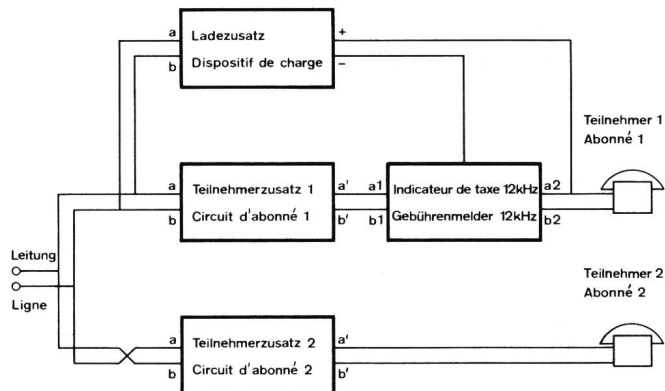 a
b
Ladezusatz
Dispositif de charge
+
−
Teilnehmer 1
Abonné 1
a
b
Teilnehmerzusatz 1
Circuit d'abonné 1
a'
b'
a1
b1
Indicateur de taxe 12kHz
Gebührenmelder 12kHz
a2
b2
Leitung
Ligne
Teilnehmer 2
Abonné 2
a
b
Teilnehmerzusatz 2
Circuit d'abonné 2
a'
b'